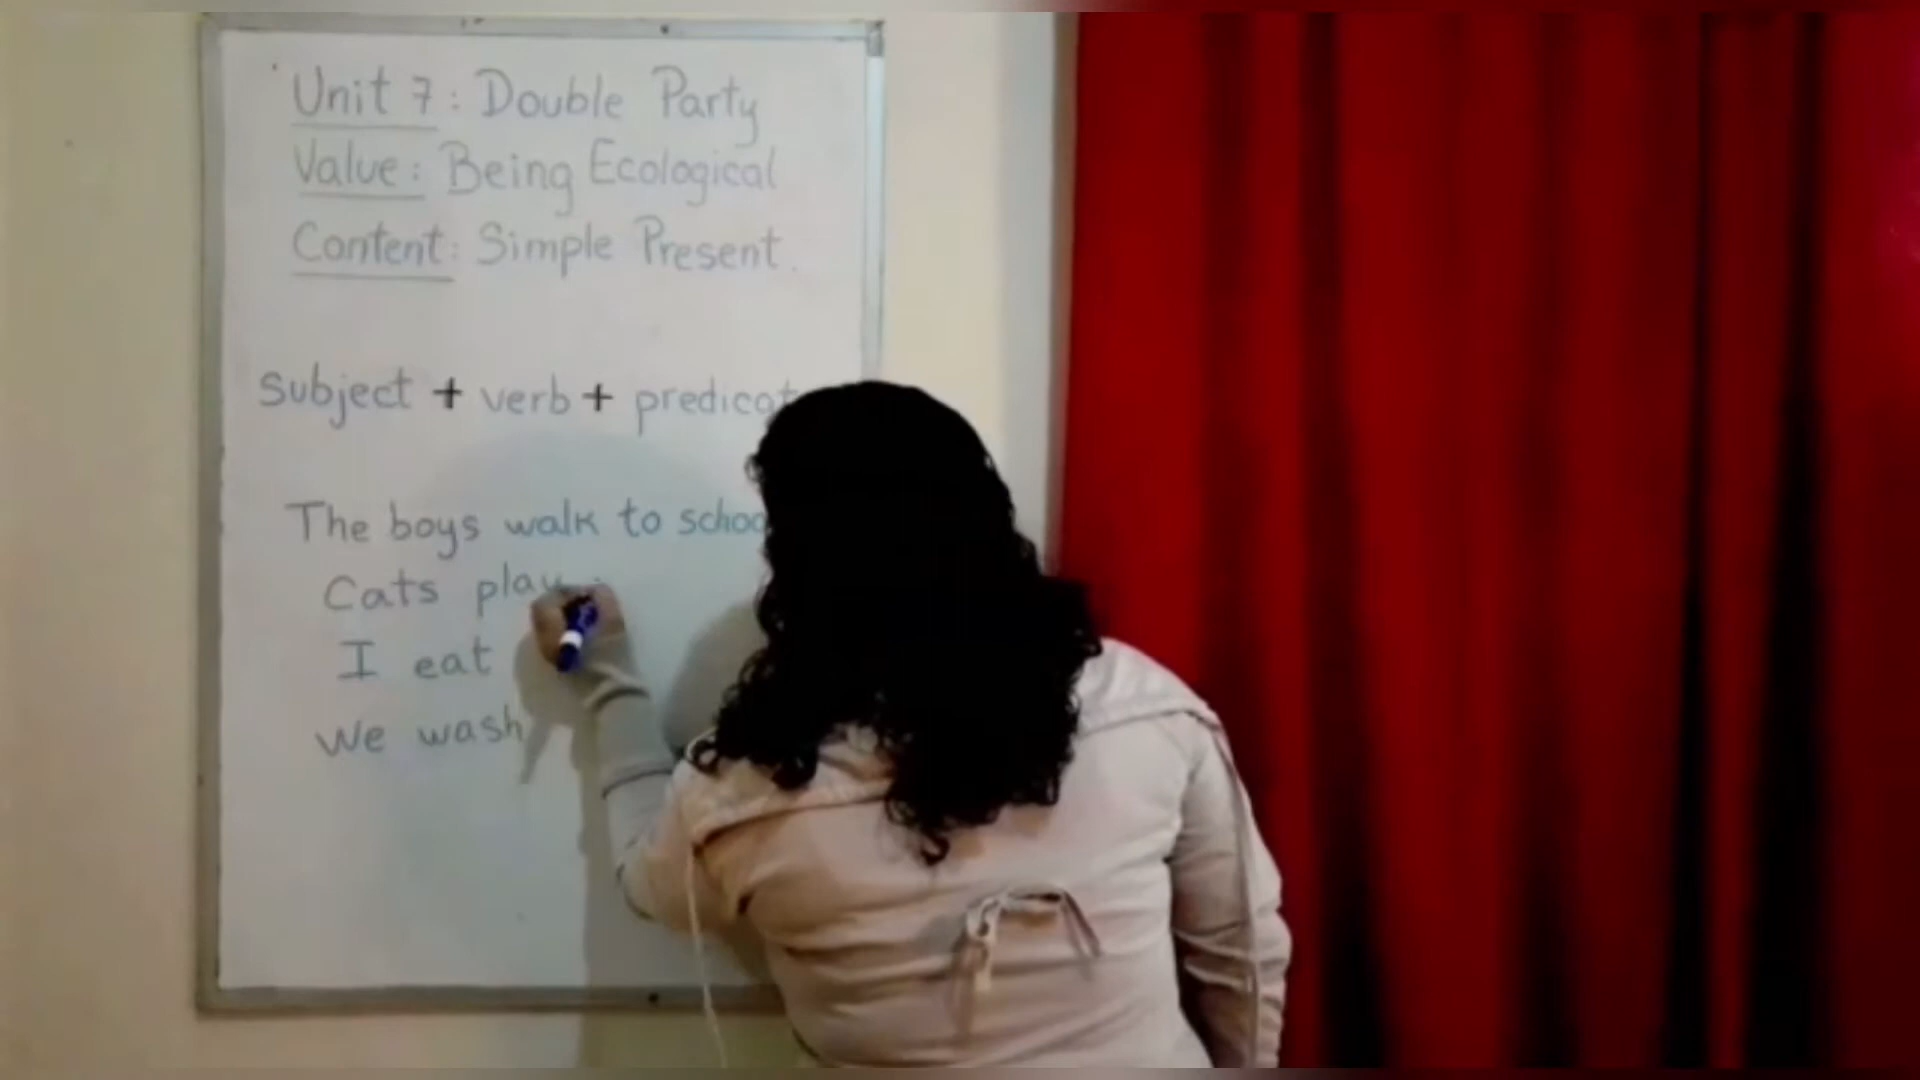 Unit 7: Double Party
Value: Being Ecological
Content: Simple Present.
Subject + verb + predicat
The boys walk to schoo
Cats play
I eat
We wash